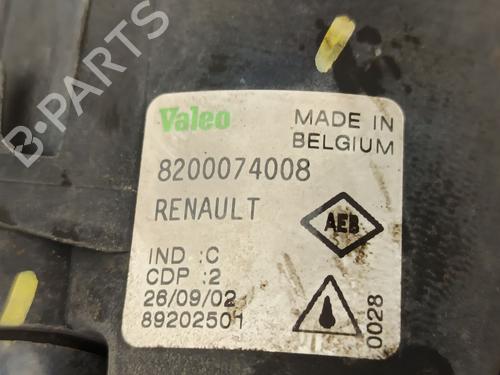 B-PARTS
Valeo
MADE IN
BELGIUM
8200074008
RENAULT
AEB
IND :C
CDP :2
26/09/02
89202501
0028